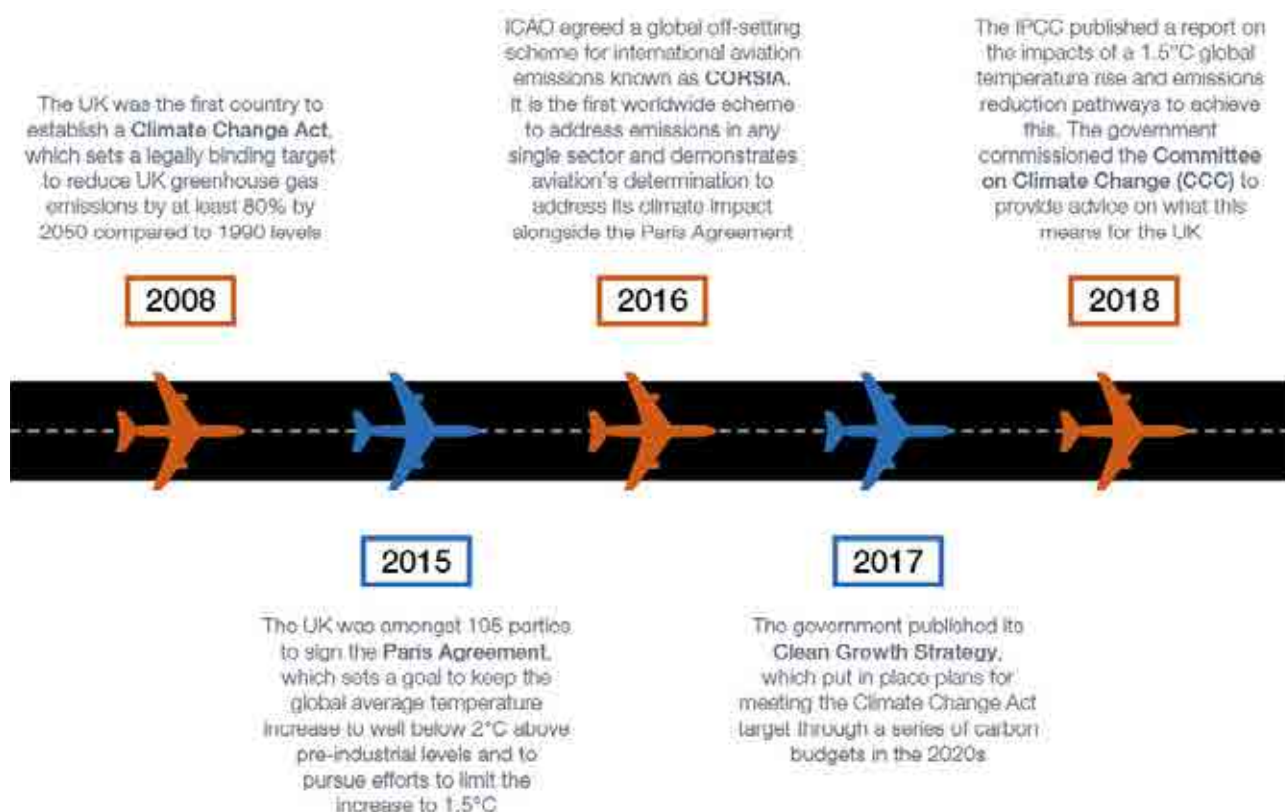 The UK was the first country to
establish a Climate Change Act,
which sets a legally binding target
to reduce UK greenhouse gas
emissions by at least 80% by
2050 compared to 1990 levels
2008
The UK was amongst parties
to sign the Paris Agreement,
which sets a goal to keep the
global average temperature
increase to well below 2°C above
pre-industrial levels and to
pursue efforts to limit the
increase to 1.5°C
2015
ICAO agreed a global off-setting
scheme for international aviation
emissions known as CORSIA.
It is the first worldwide scheme
to address emissions in any
single sector and demonstrates
aviation's determination to
address its climate impact
alongside the Paris Agreement
2016
The government published its
Clean Growth Strategy,
which put in place plans for
meeting the Climate Change Act
target through a series of carbon
budgets in the 2020s
2017
The IPCC published a report on
the impacts of a 1.5°C global
temperature rise and emissions
reduction pathways to achieve
this. The government
commissioned the Committee
on Climate Change (CCC) to
provide advice on what this
means for the UK
2018